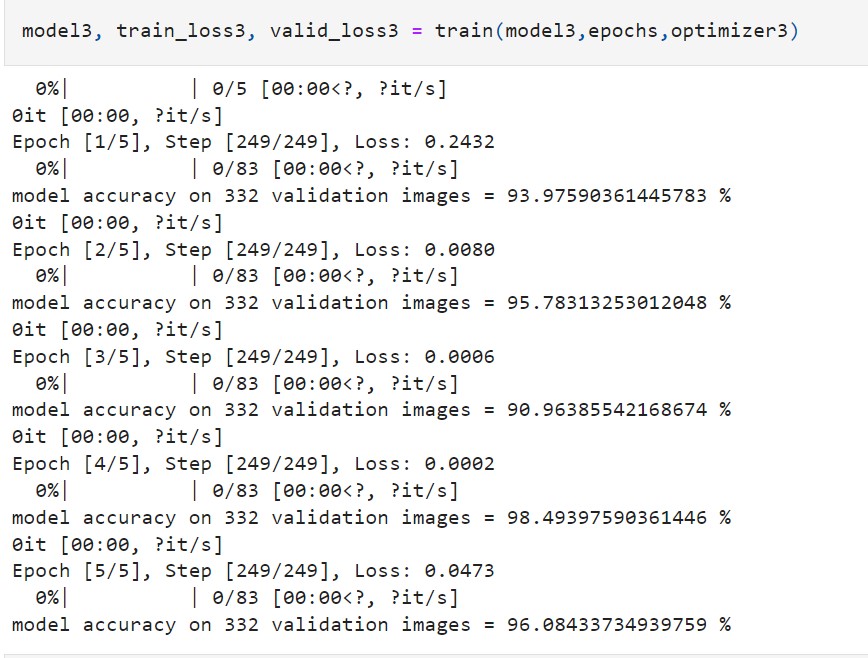 model3, train_loss3, valid_loss3 = train(model3,epochs,optimizer3)
0%| | 0/5 [00:00<?, ?it/s]
0it [00:00, ?it/s]
Epoch [1/5], Step [249/249], Loss: 0.2432
0%| | 0/83 [00:00<?, ?it/s]
model accuracy on 332 validation images = 93.97590361445783 %
0it [00:00, ?it/s]
Epoch [2/5], Step [249/249], Loss: 0.0080
0%| | 0/83 [00:00<?, ?it/s]
model accuracy on 332 validation images = 95.78313253012048 %
0it [00:00, ?it/s]
Epoch [3/5], Step [249/249], Loss: 0.0006
0%| | 0/83 [00:00<?, ?it/s]
model accuracy on 332 validation images = 90.96385542168674 %
0it [00:00, ?it/s]
Epoch [4/5], Step [249/249], Loss: 0.0002
0%| | 0/83 [00:00<?, ?it/s]
model accuracy on 332 validation images = 98.49397590361446 %
0it [00:00, ?it/s]
Epoch [5/5], Step [249/249], Loss: 0.0473
0%| | 0/83 [00:00<?, ?it/s]
model accuracy on 332 validation images = 96.08433734939759 %